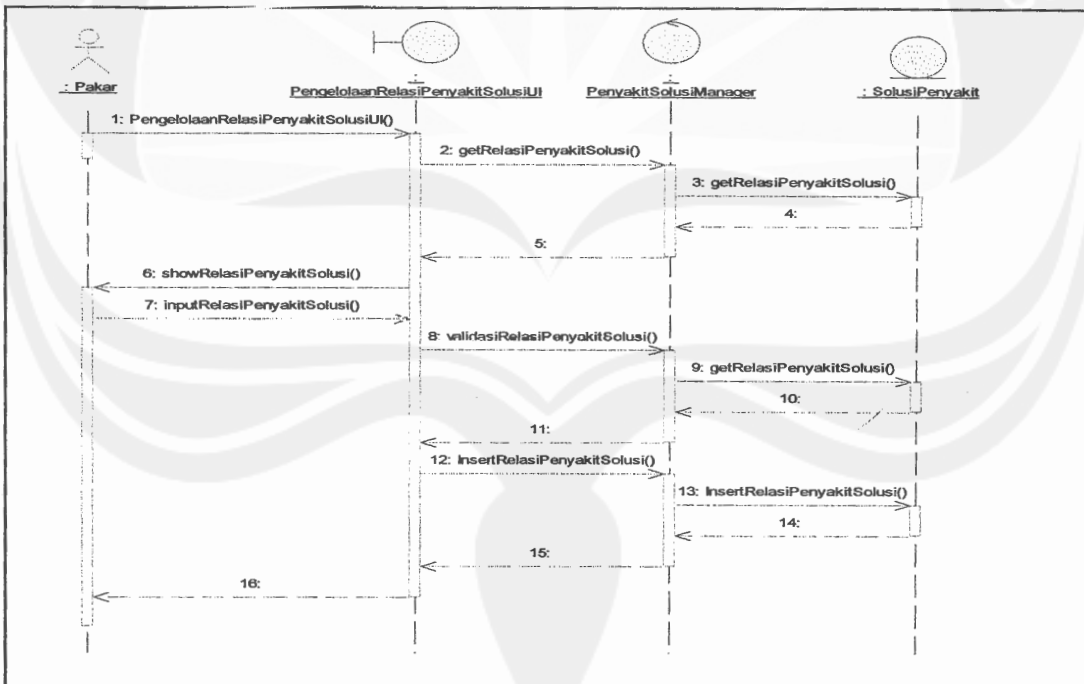 : Pakar
:
PengelolaanRelasiPenyakitSolusiUI
:
PenyakitSolusiManager
: SolusiPenyakit
1: PengelolaanRelasiPenyakitSolusiUI()
2: getRelasiPenyakitSolusi()
3: getRelasiPenyakitSolusi()
4:
5:
6: showRelasiPenyakitSolusi()
7: inputRelasiPenyakitSolusi()
8: validasiRelasiPenyakitSolusi()
9: getRelasiPenyakitSolusi()
10:
11:
12: InsertRelasiPenyakitSolusi()
13: InsertRelasiPenyakitSolusi()
14:
15:
16: